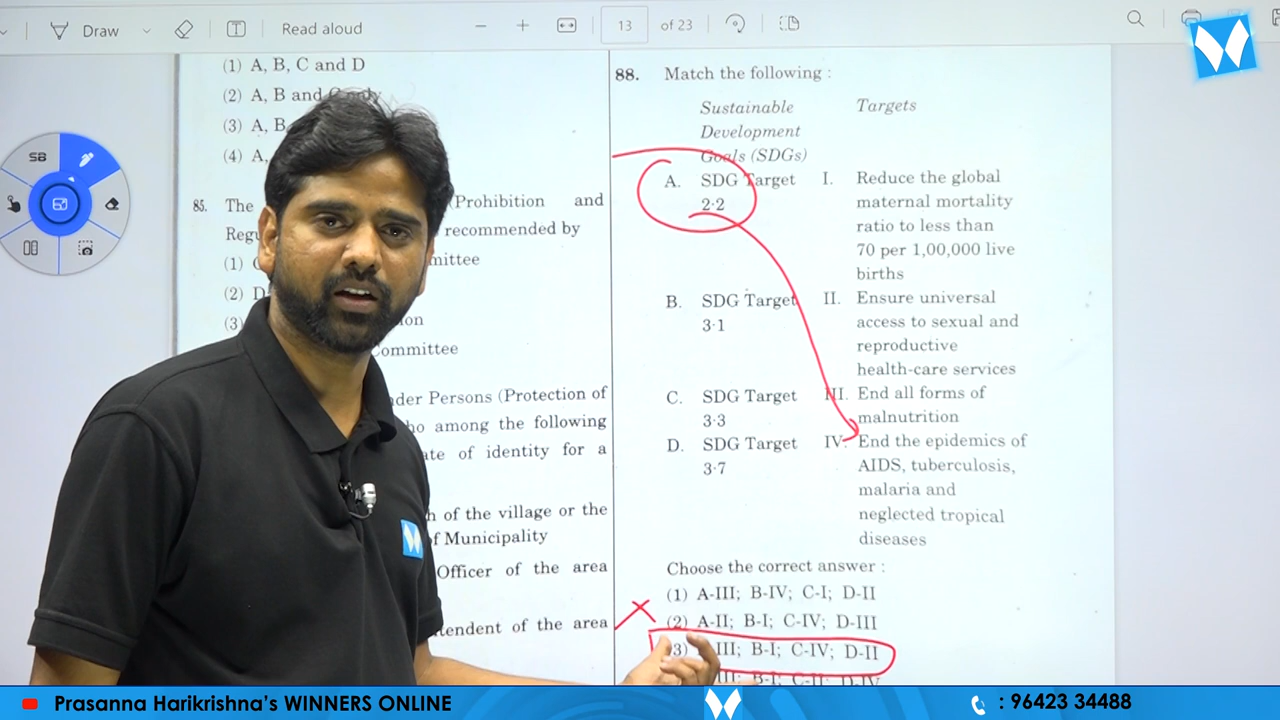 Draw
Read aloud
13 of 23
(1) A, B, C and D
(2) A, B and C only
(3) A, B
(4) A,
85. The (Prohibition and
Regu recommended by
(1) mittee
(2) D
(3) ion
Committee
nder Persons (Protection of
ho among the following
ate of identity for a
h of the village or the
f Municipality
Officer of the area
tendent of the area
88. Match the following :
Sustainable Development Goals (SDGs) Targets
A. SDG Target 2·2
I. Reduce the global
maternal mortality
ratio to less than
70 per 1,00,000 live
births
B. SDG Target 3·1
II. Ensure universal
access to sexual and
reproductive
health-care services
C. SDG Target 3·3
III. End all forms of
malnutrition
D. SDG Target 3·7
IV. End the epidemics of
AIDS, tuberculosis,
malaria and
neglected tropical
diseases
Choose the correct answer :
(1) A-III; B-IV; C-I; D-II
(2) A-II; B-I; C-IV; D-III
(3) III; B-I; C-IV; D-II
III; B-I; C-II; D-IV
SB
Prasanna Harikrishna's WINNERS ONLINE
: 96423 34488